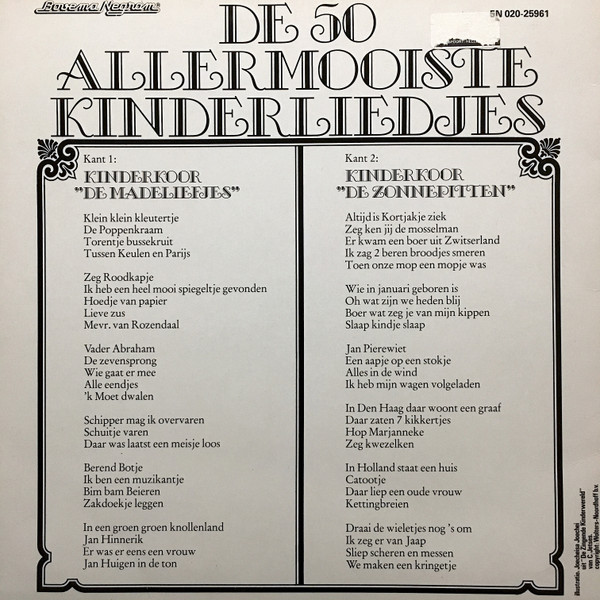 Bovema Negram
5N 020-25961
DE 50
ALLERMOOISTE
KINDERLIEDJES
Kant 1:
KINDERKOOR
"DE MADELIEFJES"
Klein klein kleutertje
De Poppenkraam
Torentje bussekruit
Tussen Keulen en Parijs
Zeg Roodkapje
Ik heb een heel mooi spiegeltje gevonden
Hoedje van papier
Lieve zus
Mevr. van Rozendaal
Vader Abraham
De zevensprong
Wie gaat er mee
Alle eendjes
'k Moet dwalen
Schipper mag ik overvaren
Schuitje varen
Daar was laatst een meisje loos
Berend Botje
Ik ben een muzikantje
Bim bam Beieren
Zakdoekje leggen
In een groen groen knollenland
Jan Hinnerik
Er was er eens een vrouw
Jan Huigen in de ton
Kant 2:
KINDERKOOR
"DE ZONNEPITTEN"
Altijd is Kortjakje ziek
Zeg ken jij de mosselman
Er kwam een boer uit Zwitserland
Ik zag 2 beren broodjes smeren
Toen onze mop een mopje was
Wie in januari geboren is
Oh wat zijn we heden blij
Boer wat zeg je van mijn kippen
Slaap kindje slaap
Jan Pierewiet
Een aapje op een stokje
Alles in de wind
Ik heb mijn wagen volgeladen
In Den Haag daar woont een graaf
Daar zaten 7 kikkertjes
Hop Marjanneke
Zeg kwezelken
In Holland staat een huis
Catootje
Daar liep een oude vrouw
Kettingbreien
Draai de wieletjes nog 's om
Ik zeg er van Jaap
Sliep scheren en messen
We maken een kringetje
uit "De Zingende Kinderwereld"
van C. Jetses.
copyright: Wolters-Noordhoff b.v.